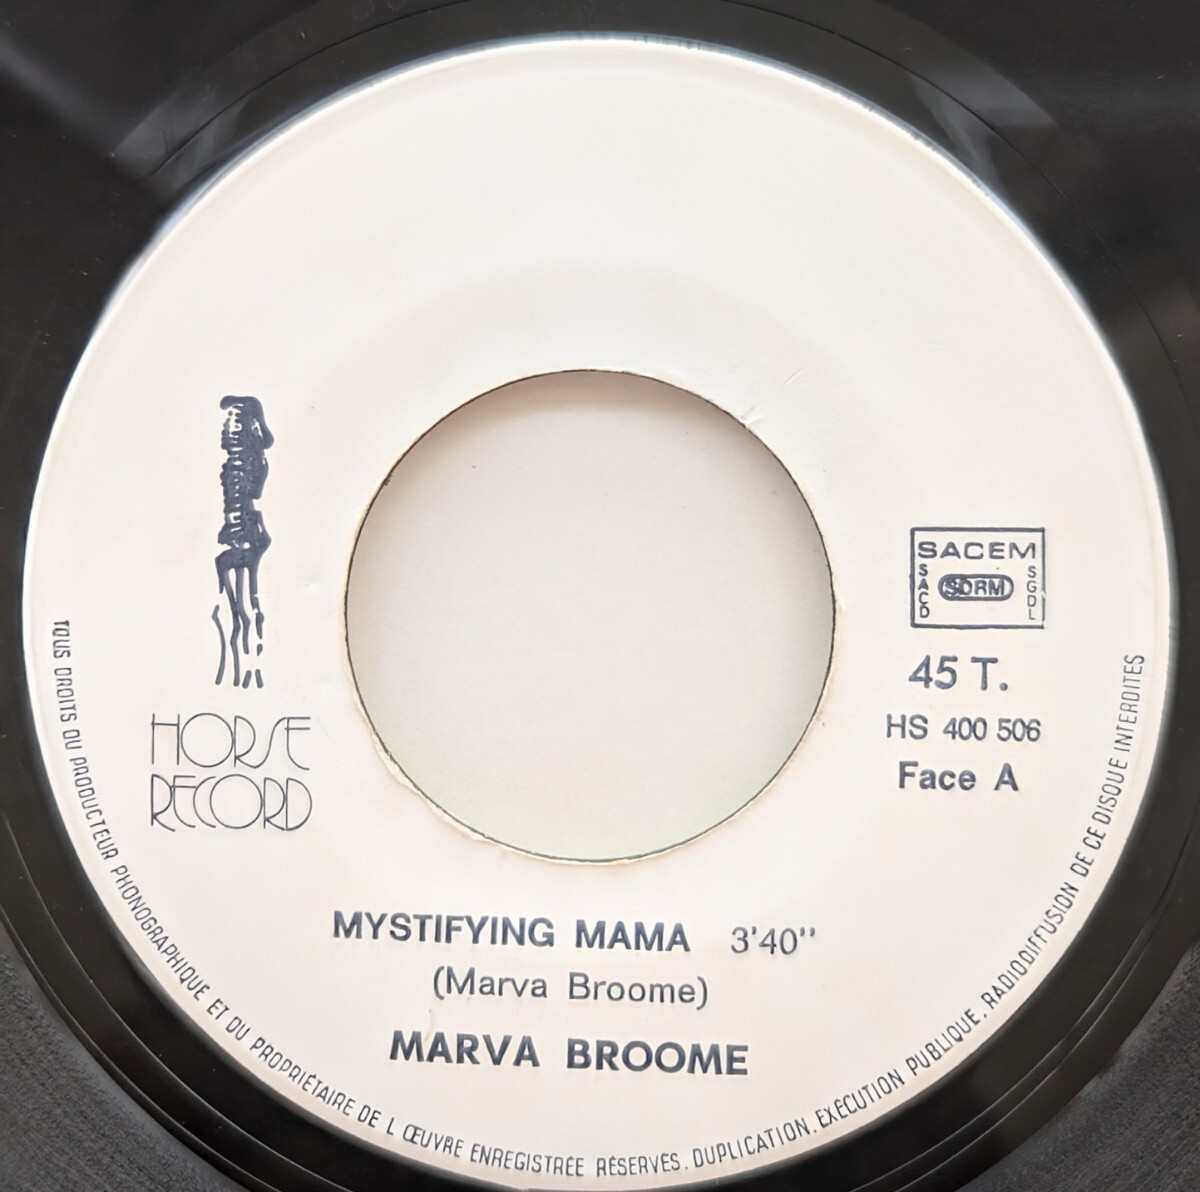 HORSE
RECORD
SACEM
SACD
SDRM
SGDL
45 T.
HS 400 506
Face A
MYSTIFYING MAMA 3'40"
(Marva Broome)
MARVA BROOME
TOUS DROITS DU PRODUCTEUR PHONOGRAPHIQUE ET DU PROPRIÉTAIRE DE L ŒUVRE ENREGISTRÉE RÉSERVÉS. DUPLICATION. EXÉCUTION PUBLIQUE. RADIODIFFUSION DE CE DISQUE INTERDITES